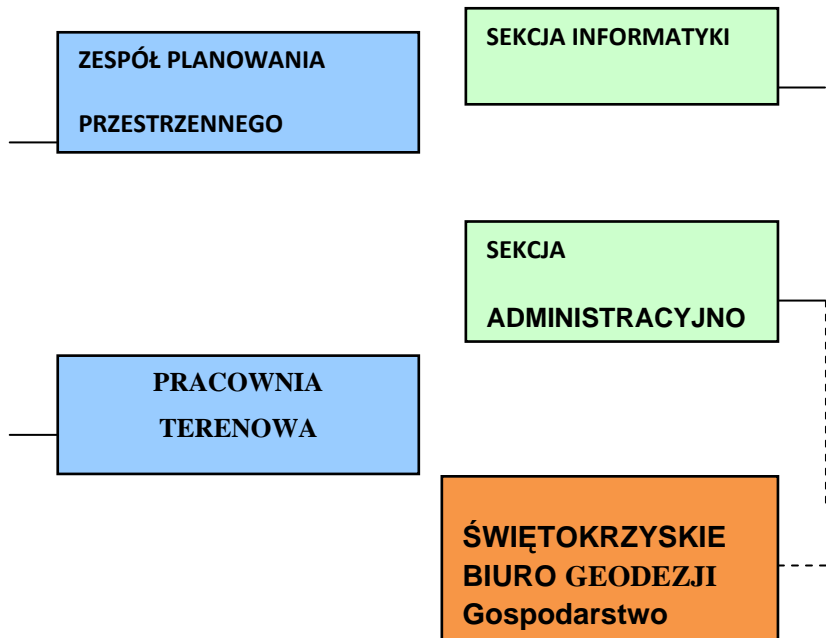 ZESPÓŁ PLANOWANIA
PRZESTRZENNEGO
SEKCJA INFORMATYKI
SEKCJA
ADMINISTRACYJNO
PRACOWNIA
TERENOWA
ŚWIĘTOKRZYSKIE
BIURO GEODEZJI
Gospodarstwo